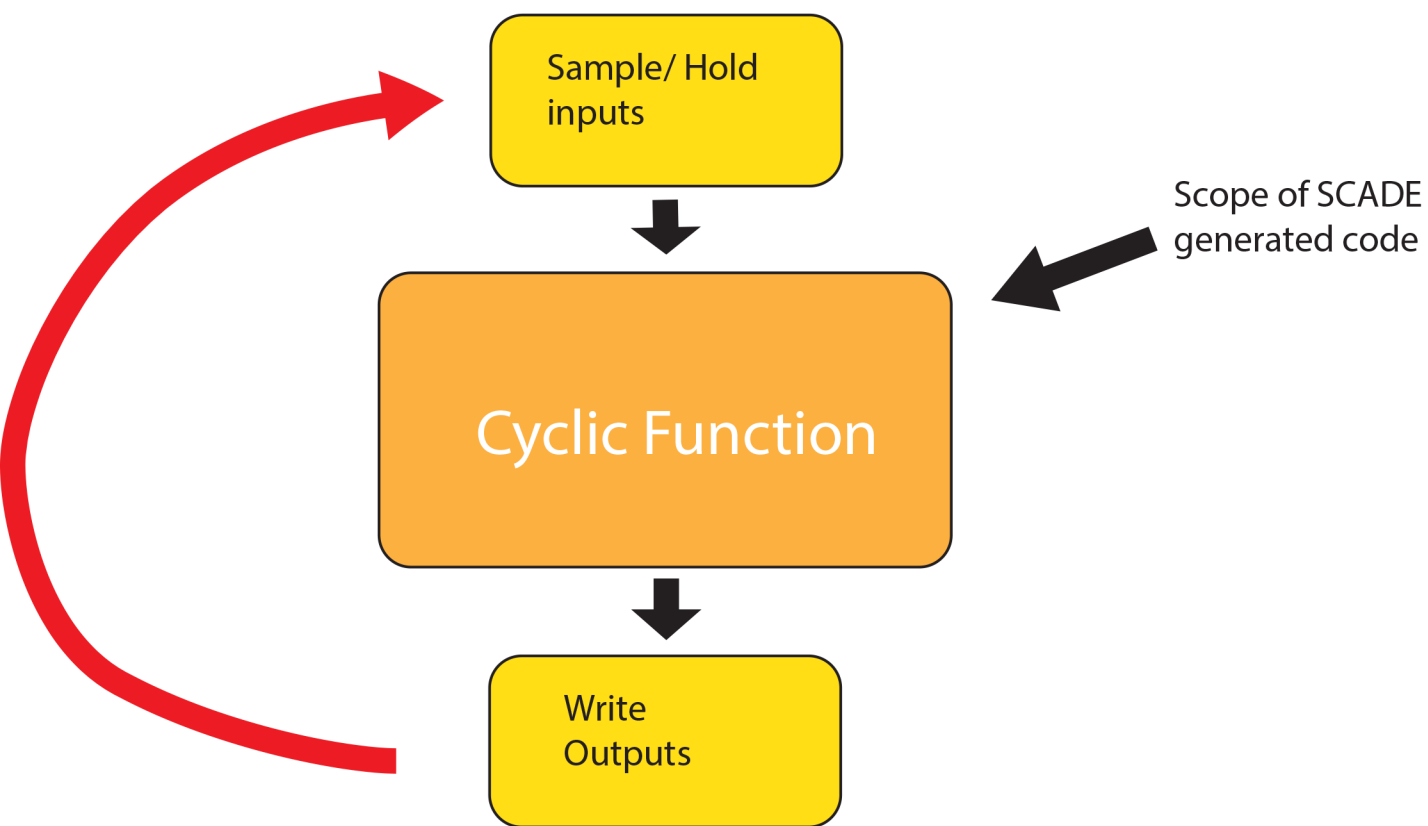 Sample/ Hold
inputs
Scope of SCADE
generated code
Cyclic Function
Write
Outputs